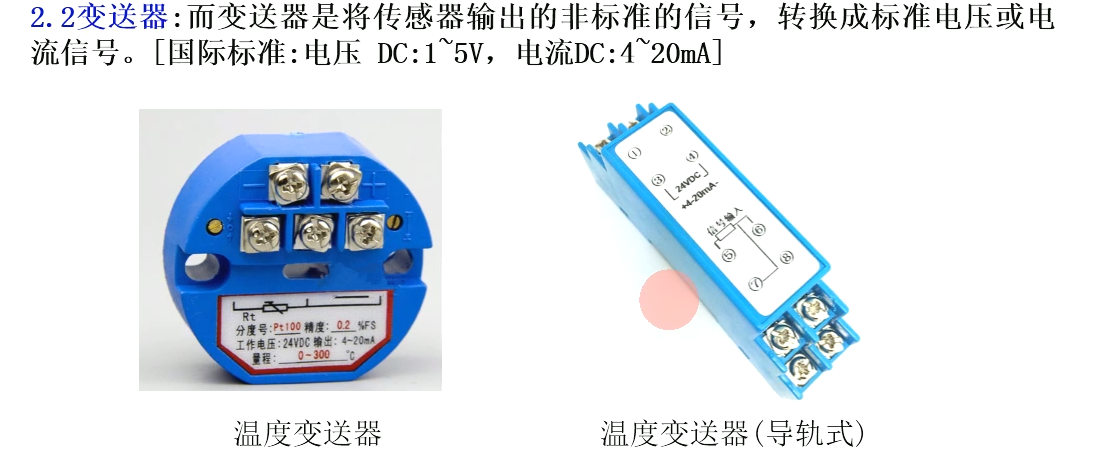 2.2变送器:而变送器是将传感器输出的非标准的信号，转换成标准电压或电
流信号。[国际标准:电压 DC:1~5V，电流DC:4~20mA]
Rt
分度号:Pt100 精度: 0.2 %FS
工作电压:24VDC 输出: 4~20mA
量程: 0~300 ℃
① ②
③ ④
24VDC
+4-20mA-
信号输入
⑤ ⑥
⑦ ⑧
温度变送器
温度变送器(导轨式)